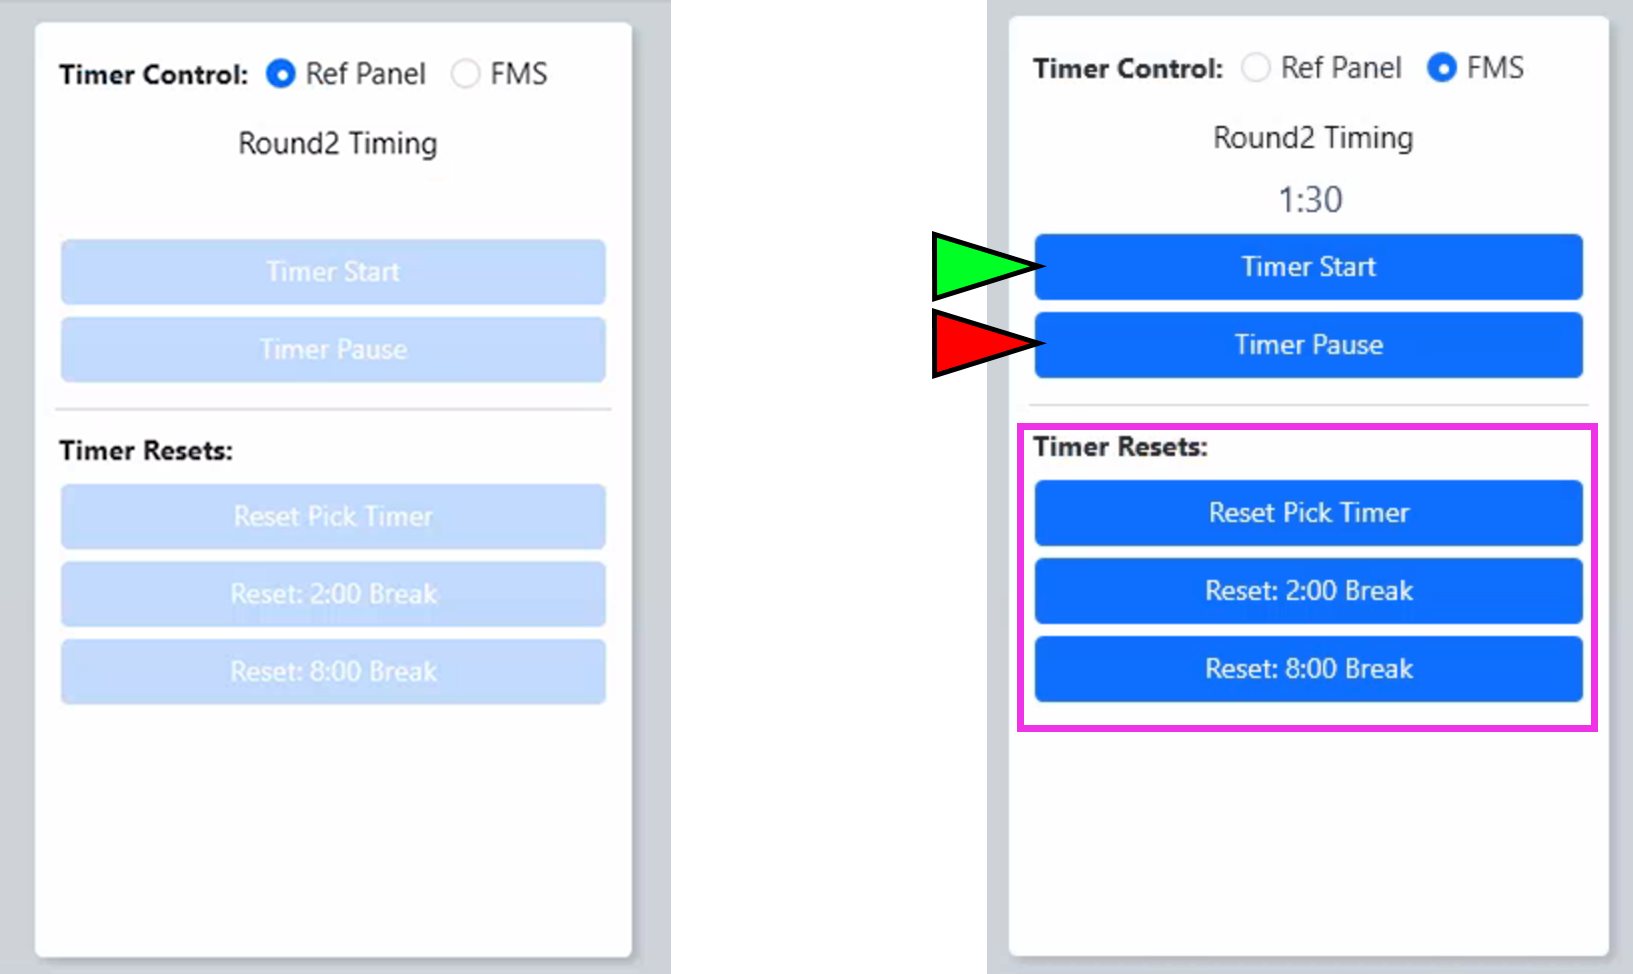 Timer Control: Ref Panel FMS
Round2 Timing
Timer Start
Timer Pause
Timer Resets:
Reset Pick Timer
Reset: 2:00 Break
Reset: 8:00 Break
Timer Control: Ref Panel FMS
Round2 Timing
1:30
Timer Start
Timer Pause
Timer Resets:
Reset Pick Timer
Reset: 2:00 Break
Reset: 8:00 Break